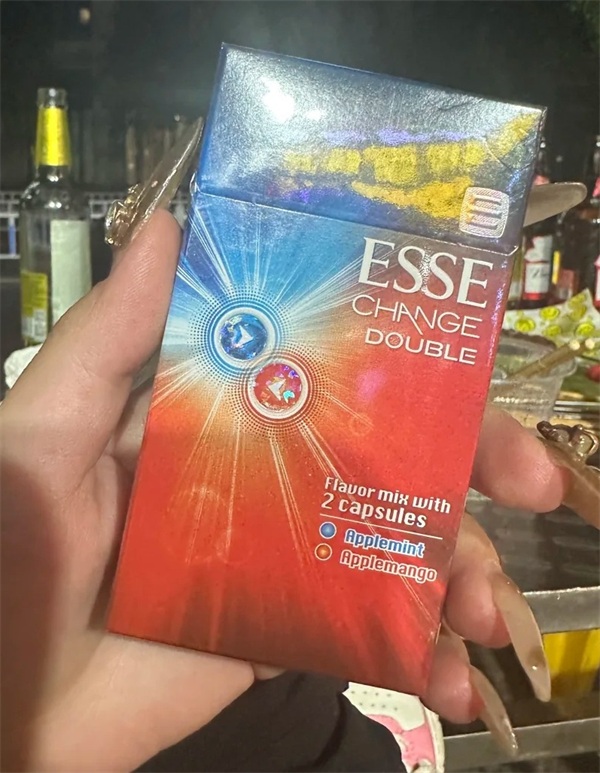 ESSE
CHANGE
DOUBLE
Flavor mix with
2 capsules
Applemint
Applemango